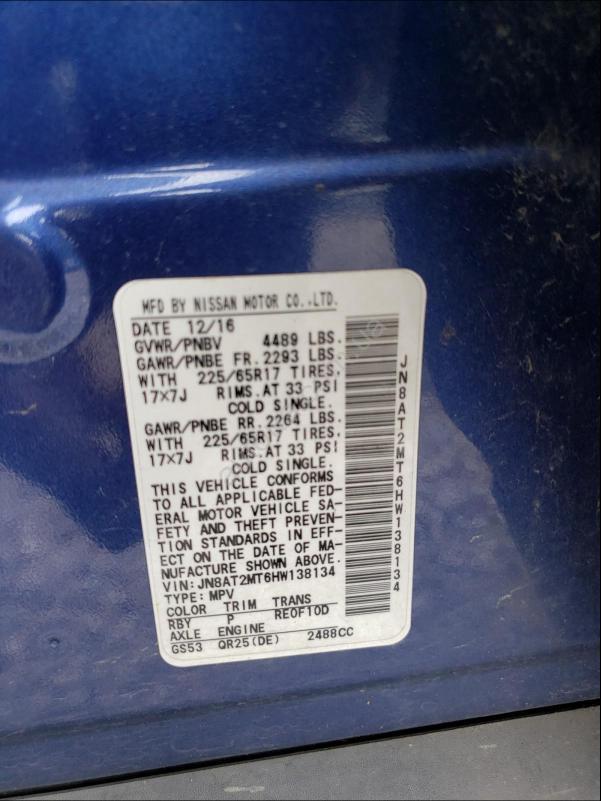 MFD BY NISSAN MOTOR CO.,LTD.
DATE 12/16
GVWR/PNBV 4489 LBS.
GAWR/PNBE FR. 2293 LBS.
WITH 225/65R17 TIRES,
17×7J RIMS.AT 33 PSI
COLD SINGLE.
GAWR/PNBE RR. 2264 LBS.
WITH 225/65R17 TIRES,
17×7J RIMS.AT 33 PSI
COLD SINGLE.
THIS VEHICLE CONFORMS
TO ALL APPLICABLE FED-
ERAL MOTOR VEHICLE SA-
FETY AND THEFT PREVEN-
TION STANDARDS IN EFF-
ECT ON THE DATE OF MA-
NUFACTURE SHOWN ABOVE.
VIN:JN8AT2MT6HW138134
TYPE:MPV
COLOR TRIM TRANS
RBY P RE0F10D
AXLE ENGINE
GS53 QR25(DE) 2488CC
JN8AT2MT6HW138134